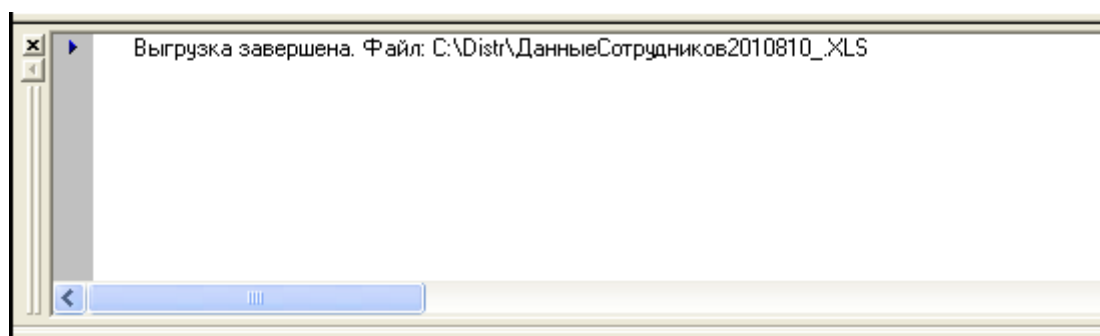 Выгрузка завершена. Файл: C:\Distr\ДанныеСотрудников2010810_.XLS